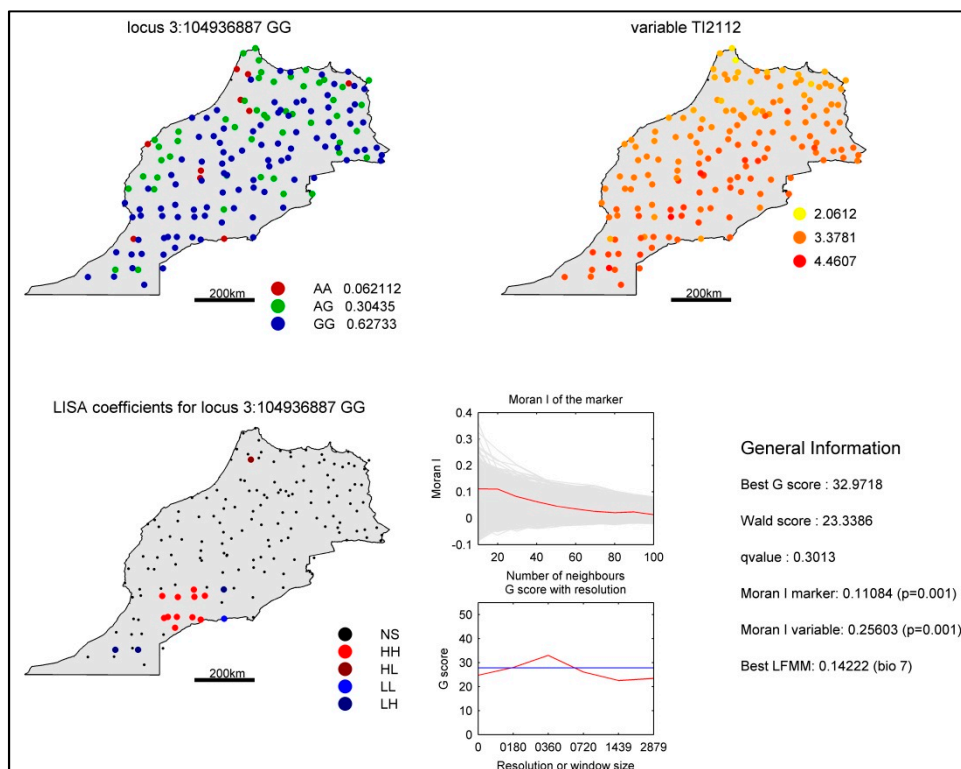 locus 3:104936887 GG
200km
AA 0.062112
AG 0.30435
GG 0.62733
variable TI2112
200km
2.0612
3.3781
4.4607
LISA coefficients for locus 3:104936887 GG
200km
NS
HH
HL
LL
LH
Moran I of the marker
Moran I
0.4
0.3
0.2
0.1
0
-0.1
20 40 60 80 100
Number of neighbours
G score with resolution
G score
50
40
30
20
10
0
0 0180 0360 0720 1439 2879
Resolution or window size
General Information
Best G score : 32.9718
Wald score : 23.3386
qvalue : 0.3013
Moran I marker: 0.11084 (p=0.001)
Moran I variable: 0.25603 (p=0.001)
Best LFMM: 0.14222 (bio 7)